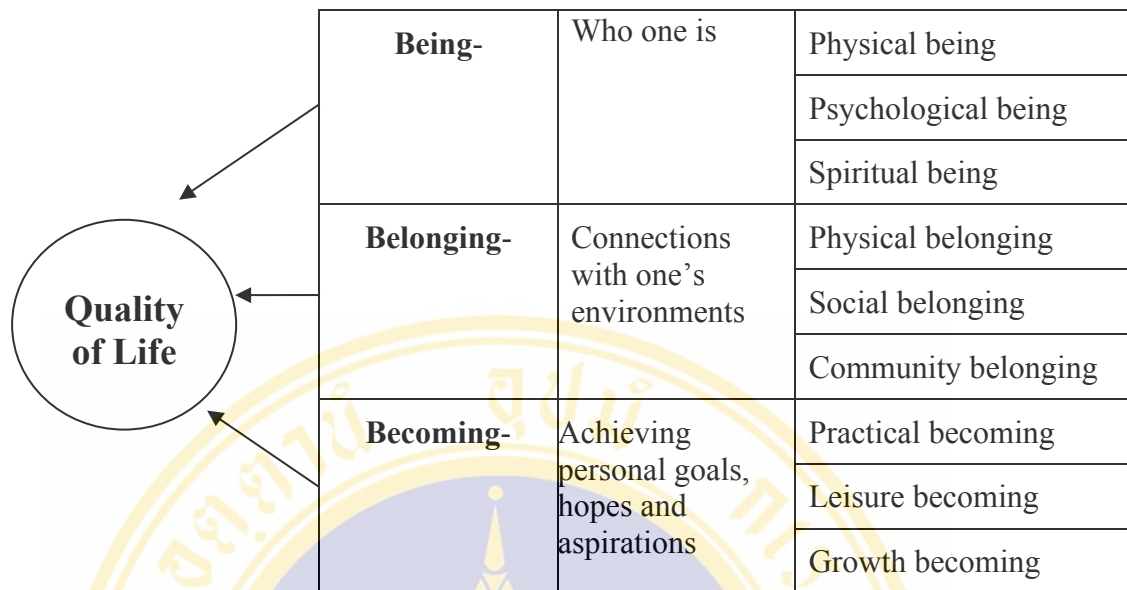 Quality
of Life
Being-
Who one is
Physical being
Psychological being
Spiritual being
Belonging-
Connections
with one’s
environments
Physical belonging
Social belonging
Community belonging
Becoming-
Achieving
personal goals,
hopes and
aspirations
Practical becoming
Leisure becoming
Growth becoming